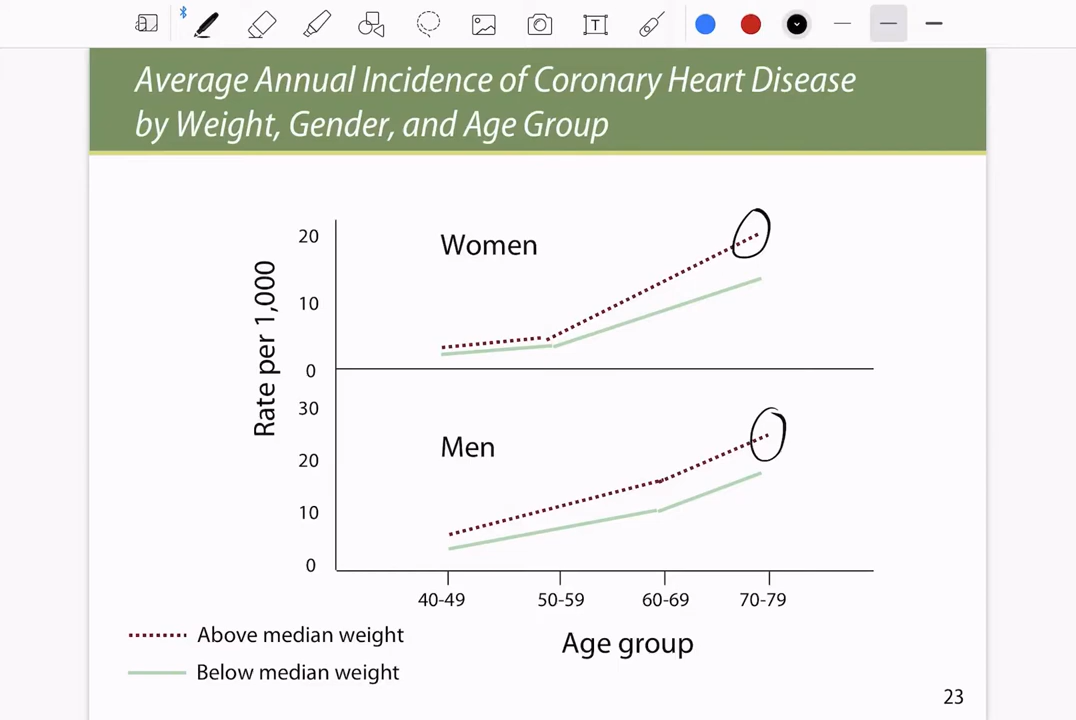 T
Average Annual Incidence of Coronary Heart Disease
by Weight, Gender, and Age Group
Rate per 1,000
20
10
0
Women
30
20
10
0
Men
40-49
50-59
60-69
70-79
Age group
Above median weight
Below median weight
23